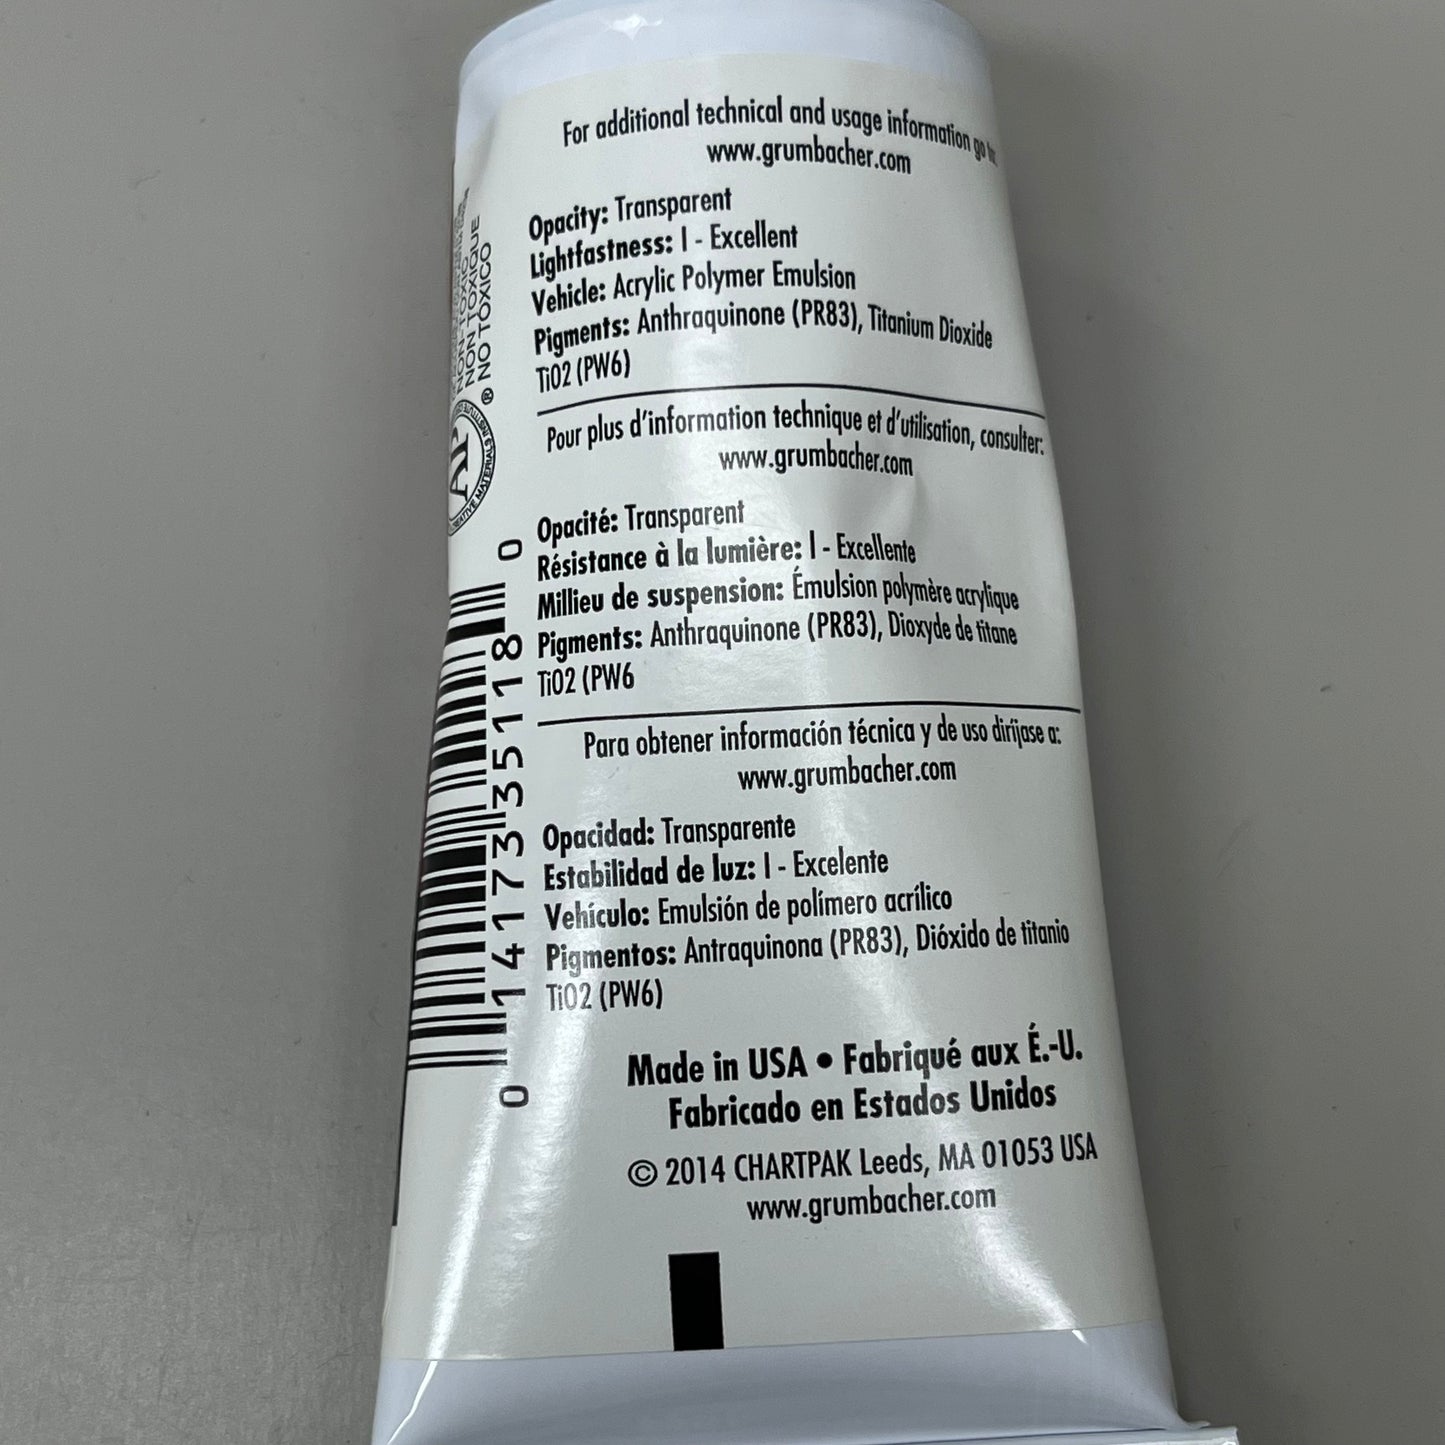 For additional technical and usage information go to:
www.grumbacher.com
Opacity: Transparent
Lightfastness: I - Excellent
Vehicle: Acrylic Polymer Emulsion
Pigments: Anthraquinone (PR83), Titanium Dioxide
TiO2 (PW6)
Pour plus d'information technique et d'utilisation, consulter:
www.grumbacher.com
Opacité: Transparent
Résistance à la lumière: I - Excellente
Millieu de suspension: Émulsion polymère acrylique
Pigments: Anthraquinone (PR83), Dioxyde de titane
TiO2 (PW6
Para obtener información técnica y de uso diríjase a:
www.grumbacher.com
Opacidad: Transparente
Estabilidad de luz: I - Excelente
Vehículo: Emulsión de polímero acrílico
Pigmentos: Antraquinona (PR83), Dióxido de titanio
TiO2 (PW6)
Made in USA • Fabriqué aux É.-U.
Fabricado en Estados Unidos
© 2014 CHARTPAK Leeds, MA 01053 USA
www.grumbacher.com
NON-TOXIC
NON TOXIQUE
® NO TOXICO
AP
CREATIVE MATERIALS INSTITUTE
0 14173 35118 0